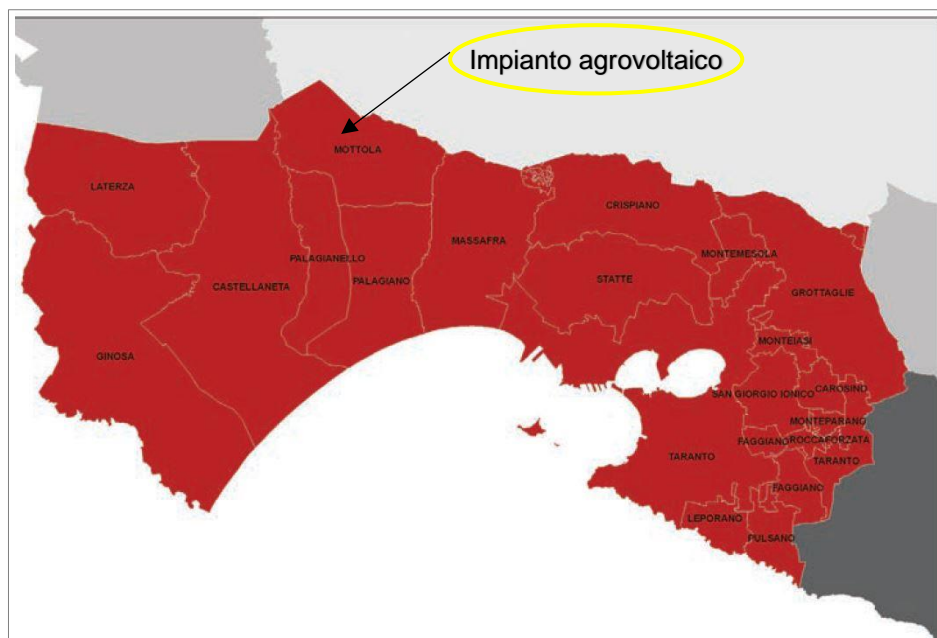 Impianto agrovoltaico
MOTTOLA
LATERZA
CRISPIANO
MASSAFRA
MONTEMESOLA
PALAGIANELLO
STATTE
PALAGIANO
CASTELLANETA
GROTTAGLIE
MONTEIASI
GINOSA
CAROSINO
SAN GIORGIO IONICO
MONTEPARANO
FAGGIANO
ROCCAFORZATA
TARANTO
TARANTO
FAGGIANO
LEPORANO
PULSANO